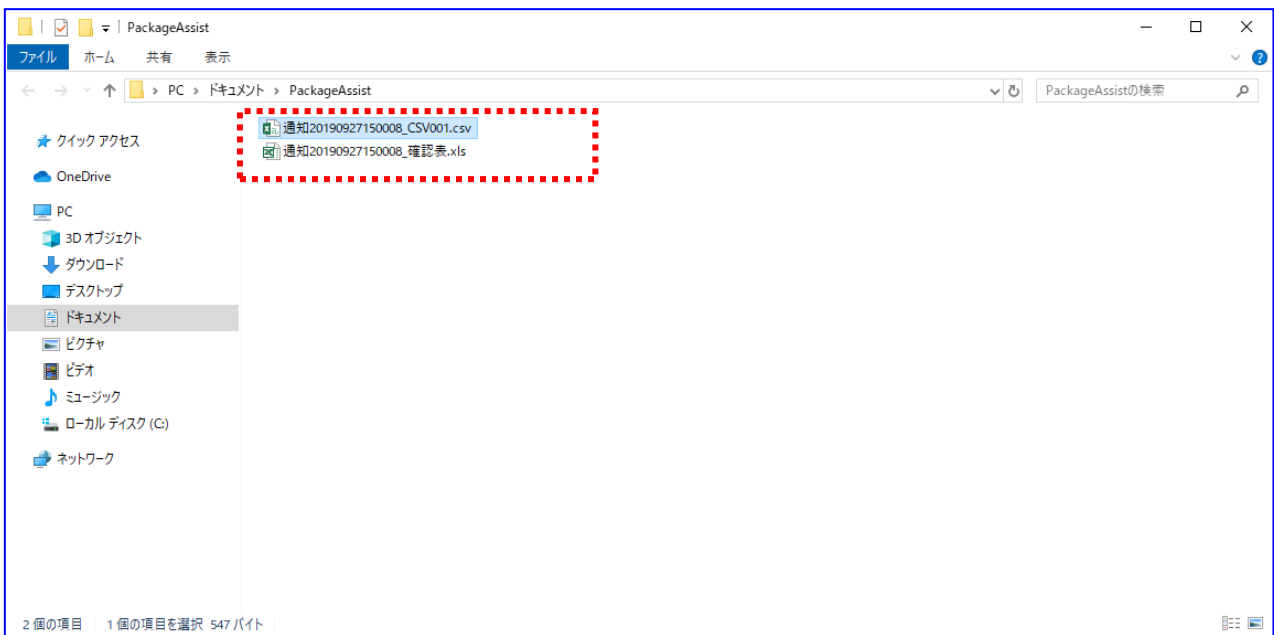 PackageAssist
ファイル ホーム 共有 表示
PC › ドキュメント › PackageAssist
PackageAssistの検索
クイック アクセス
OneDrive
PC
3D オブジェクト
ダウンロード
デスクトップ
ドキュメント
ピクチャ
ビデオ
ミュージック
ローカル ディスク (C:)
ネットワーク
通知20190927150008_CSV001.csv
通知20190927150008_確認表.xls
2 個の項目 1 個の項目を選択 547 バイト